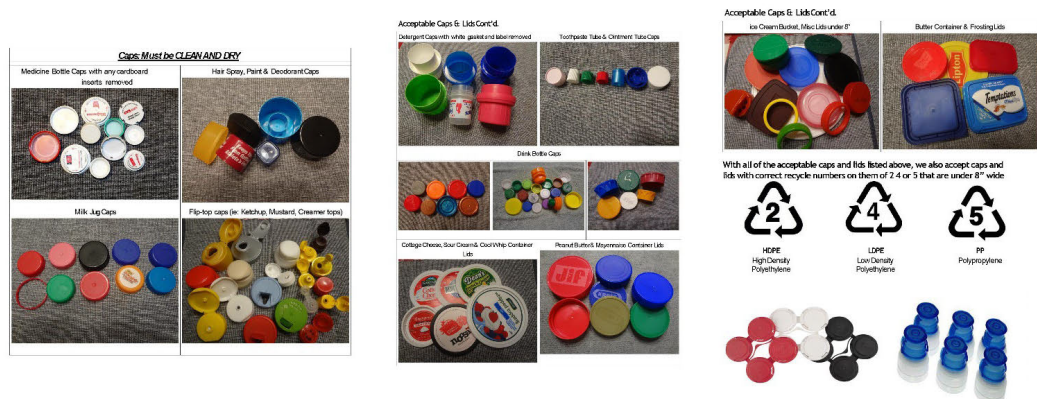 Caps: Must be CLEAN AND DRY
Medicine Bottle Caps with any cardboard
inserts removed
Hair Spray, Paint & Deodorant Caps
Milk Jug Caps
Flip-top caps (ie: Ketchup, Mustard, Creamer tops)
Acceptable Caps & Lids Cont'd.
Detergent Caps with white gasket and label removed
Toothpaste Tube & Ointment Tube Caps
Drink Bottle Caps
Cottage Cheese, Sour Cream & Cool Whip Container
Lids
Peanut Butter & Mayonnaise Container Lids
JIF
Acceptable Caps & Lids Cont'd.
Ice Cream Bucket, Misc Lids under 8"
Butter Container & Frosting Lids
Lipton
Temptations
With all of the acceptable caps and lids listed above, we also accept caps and
lids with correct recycle numbers on them of 2 4 or 5 that are under 8" wide
2
4
5
HDPE
LDPE
PP
High Density
Low Density
Polypropylene
Polyethylene
Polyethylene